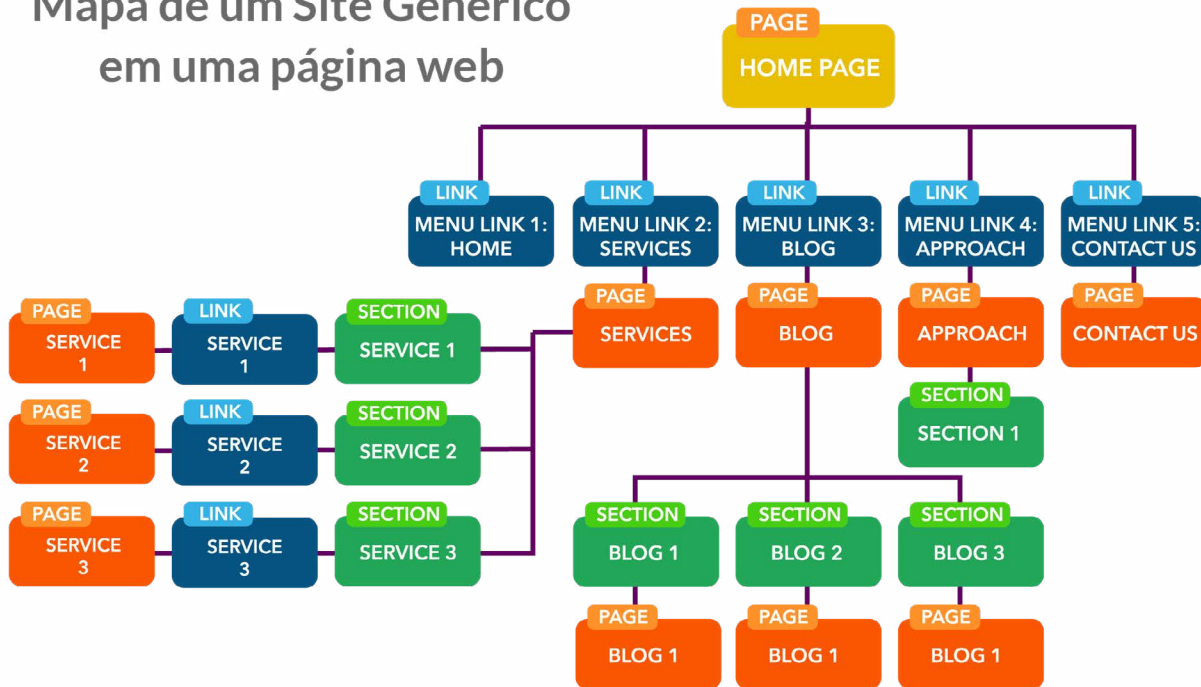 Mapa de um Site Genérico
em uma página web
PAGE
HOME PAGE
LINK
MENU LINK 1:
HOME
LINK
MENU LINK 2:
SERVICES
LINK
MENU LINK 3:
BLOG
LINK
MENU LINK 4:
APPROACH
LINK
MENU LINK 5:
CONTACT US
PAGE
SERVICES
PAGE
BLOG
PAGE
APPROACH
PAGE
CONTACT US
PAGE
SERVICE
1
LINK
SERVICE
1
SECTION
SERVICE 1
SECTION
SECTION 1
PAGE
SERVICE
2
LINK
SERVICE
2
SECTION
SERVICE 2
PAGE
SERVICE
3
LINK
SERVICE
3
SECTION
SERVICE 3
SECTION
BLOG 1
SECTION
BLOG 2
SECTION
BLOG 3
PAGE
BLOG 1
PAGE
BLOG 1
PAGE
BLOG 1